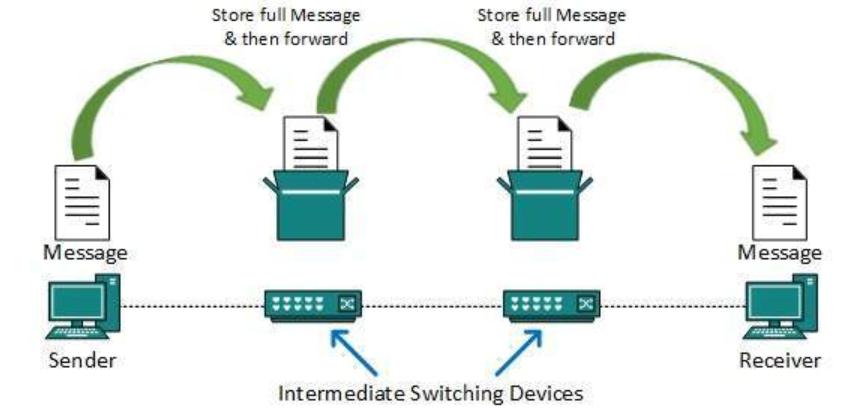 Store full Message
& then forward
Store full Message
& then forward
Message
Message
Sender
Receiver
Intermediate Switching Devices